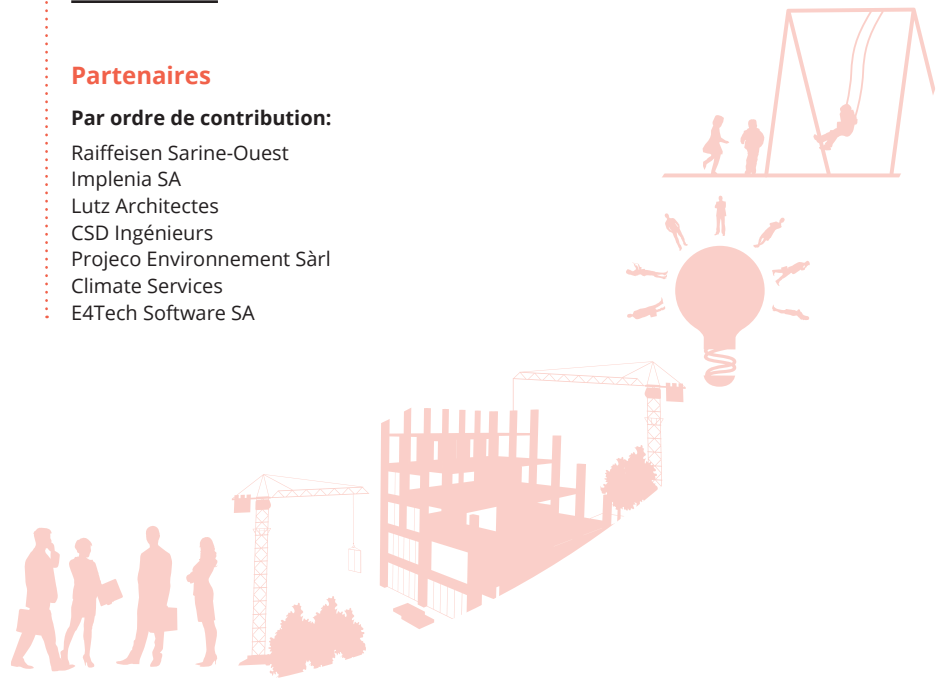 Partenaires
Par ordre de contribution:
Raiffeisen Sarine-Ouest
Implenia SA
Lutz Architectes
CSD Ingénieurs
Projeco Environnement Sàrl
Climate Services
E4Tech Software SA